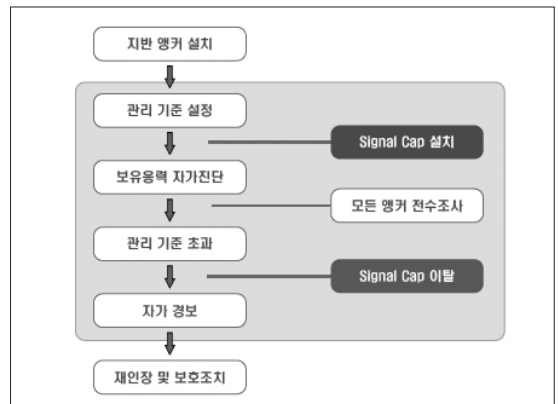 지반 앵커 설치
관리 기준 설정
Signal Cap 설치
보유응력 자가진단
모든 앵커 전수조사
관리 기준 초과
Signal Cap 이탈
자가 경보
재인장 및 보호조치